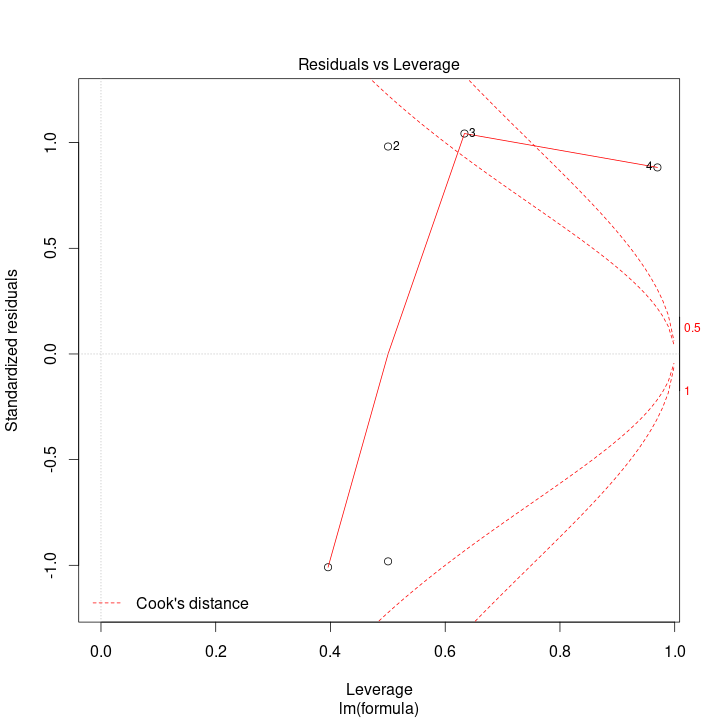 Residuals vs Leverage
Standardized residuals
1.0
0.5
0.0
-0.5
-1.0
2
3
4
0.5
1
Cook's distance
0.0 0.2 0.4 0.6 0.8 1.0
Leverage
lm(formula)